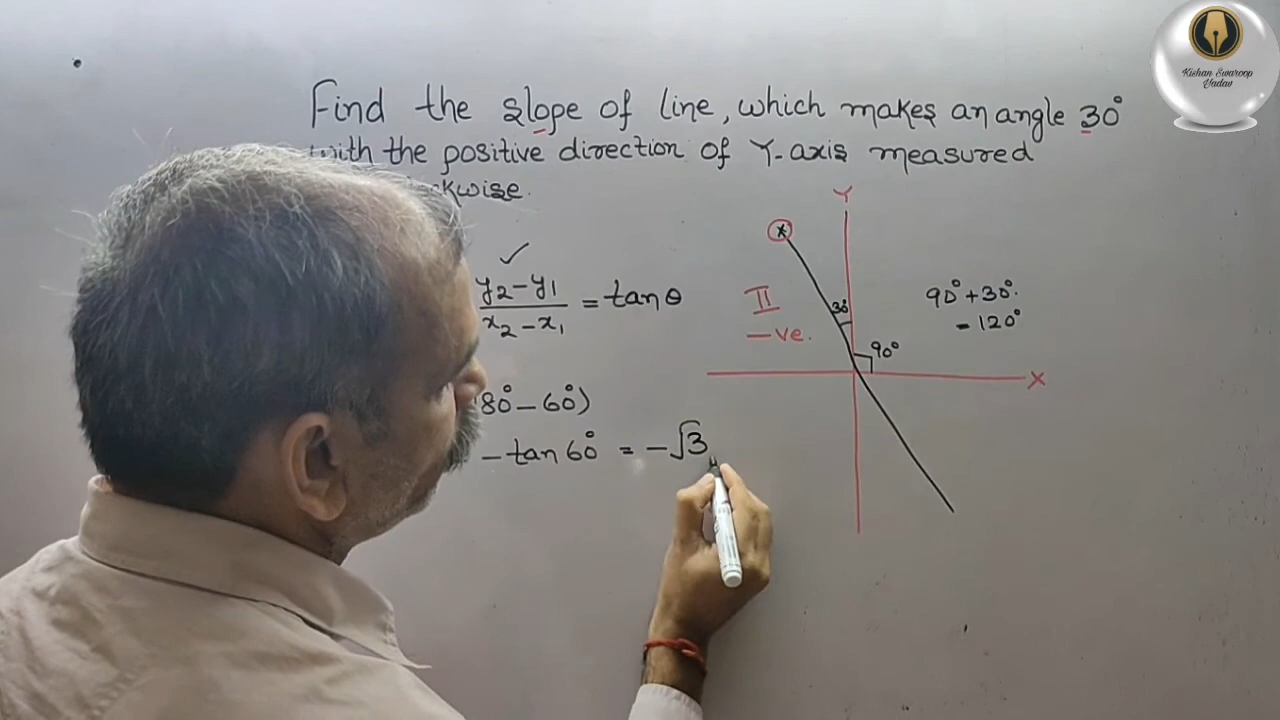 Kishan Swaroop
Yadav
Find the slope of line, which makes an angle 30°
with the positive direction of Y-axis measured
ckwise.
Y
y₂-y₁/x₂-x₁ = tan θ
II
-ve.
30°
90°
90°+30°.
= 120°
X
80°-60°)
- tan 60° = -√3